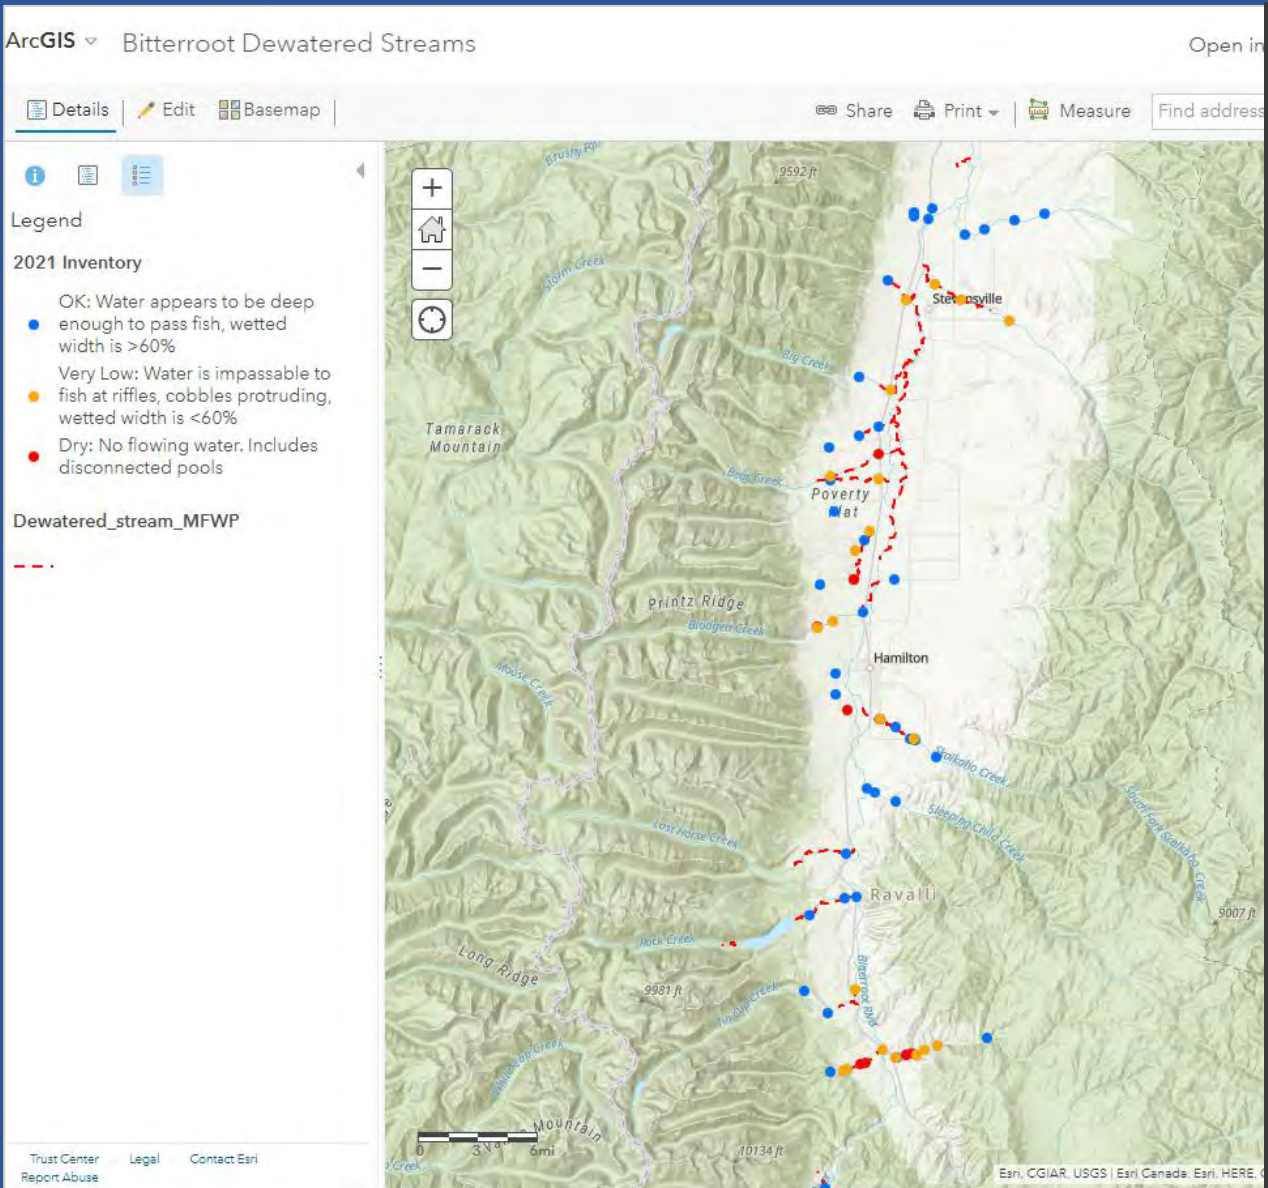 ArcGIS Bitterroot Dewatered Streams
Open in
Details Edit Basemap
Share Print Measure Find address
Legend
2021 Inventory
OK: Water appears to be deep
enough to pass fish, wetted
width is >60%
Very Low: Water is impassable to
fish at riffles, cobbles protruding,
wetted width is <60%
Dry: No flowing water. Includes
disconnected pools
Dewatered_stream_MFWP
Trust Center Legal Contact Esri
Report Abuse
9592 ft
Storm Creek
Stevensville
Big Creek
Tamarack
Mountain
Bear Creek
Poverty
Flat
Printz Ridge
Blodgett Creek
Hamilton
Moose Creek
Skalkaho Creek
South Fork Skalkaho Creek
Sleeping Child Creek
Lost Horse Creek
Ravalli
9007 ft
Rock Creek
Long Ridge
9981 ft
Tin Cup Creek
Bitterroot RNB
Creek
Mountain
0 3 6mi
10134 ft
Creek
Esri, CGIAR, USGS | Esri Canada, Esri, HERE,